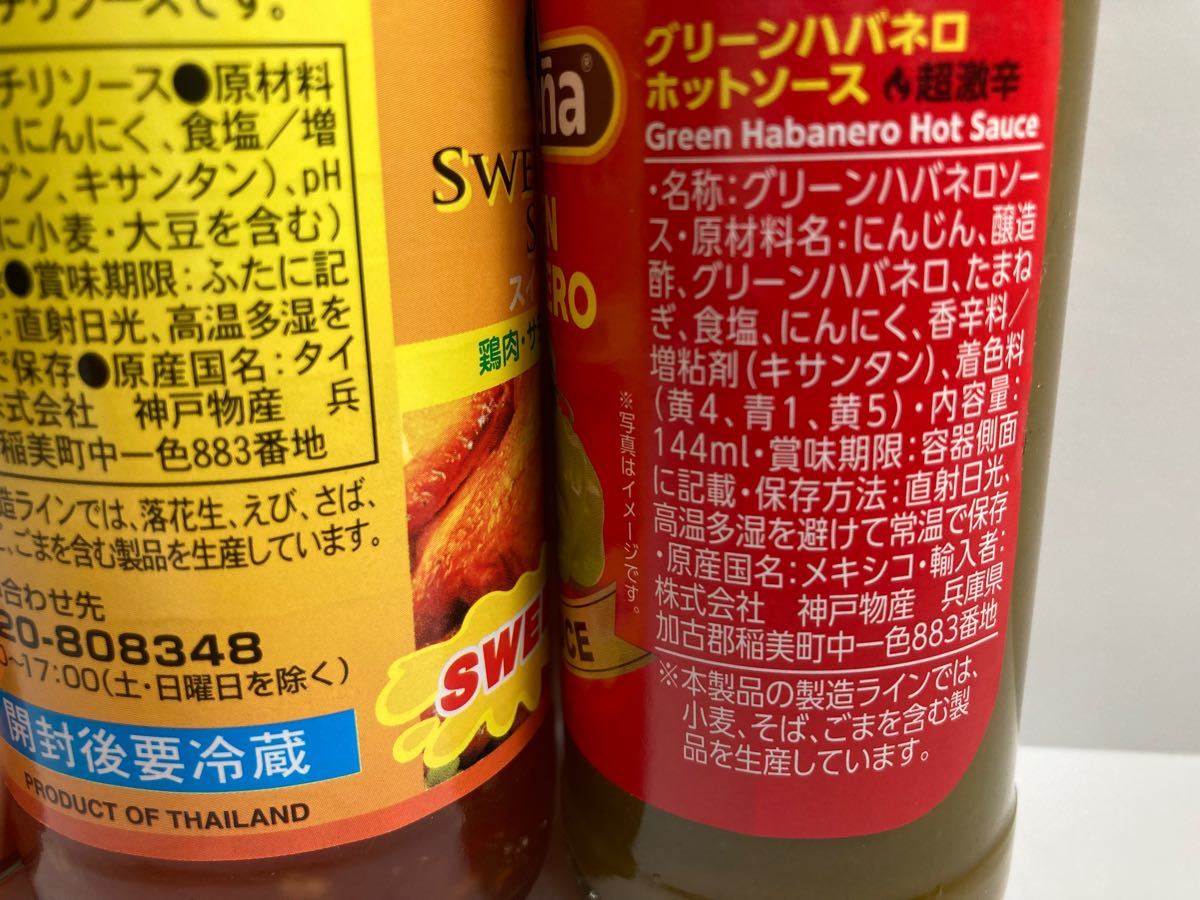 チリソースです。
チリソース●原材料
、にんにく、食塩/増
キサンタン)、pH
に小麦・大豆を含む)
●賞味期限:ふたに記
:直射日光、高温多湿を
で保存●原産国名:タイ
式会社 神戸物産 兵
稲美町中一色883番地
造ラインでは、落花生、えび、さば、
ごまを含む製品を生産しています。
合わせ先
20-808348
~17:00(土・日曜日を除く)
開封後要冷蔵
PRODUCT OF THAILAND
SWE
スイ
鶏肉・サ
SWE
ña®
N
ERO
CE
※写真はイメージです。
グリーンハバネロ
ホットソース 超激辛
Green Habanero Hot Sauce
・名称:グリーンハバネロソー
ス・原材料名:にんじん、醸造
酢、グリーンハバネロ、たまね
ぎ、食塩、にんにく、香辛料/
増粘剤(キサンタン)、着色料
(黄4、青1、黄5)・内容量:
144ml・賞味期限:容器側面
に記載・保存方法:直射日光、
高温多湿を避けて常温で保存
・原産国名:メキシコ・輸入者:
株式会社 神戸物産 兵庫県
加古郡稲美町中一色883番地
※本製品の製造ラインでは、
小麦、そば、ごまを含む製
品を生産しています。